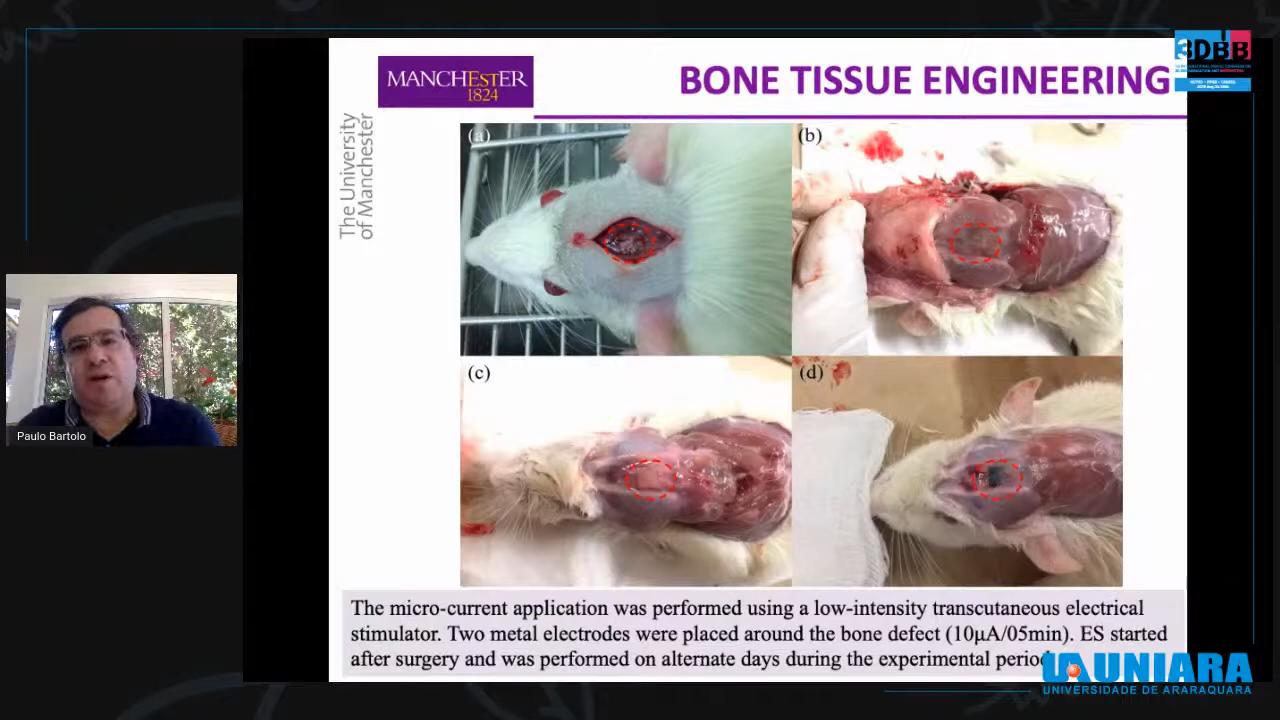 MANCHESTER
1824
The University
of Manchester
BONE TISSUE ENGINEERING
3DBB
(a)
(b)
(c)
(d)
Paulo Bartolo
The micro-current application was performed using a low-intensity transcutaneous electrical
stimulator. Two metal electrodes were placed around the bone defect (10μA/05min). ES started
after surgery and was performed on alternate days during the experimental period
UNIARA
UNIVERSIDADE DE ARARAQUARA